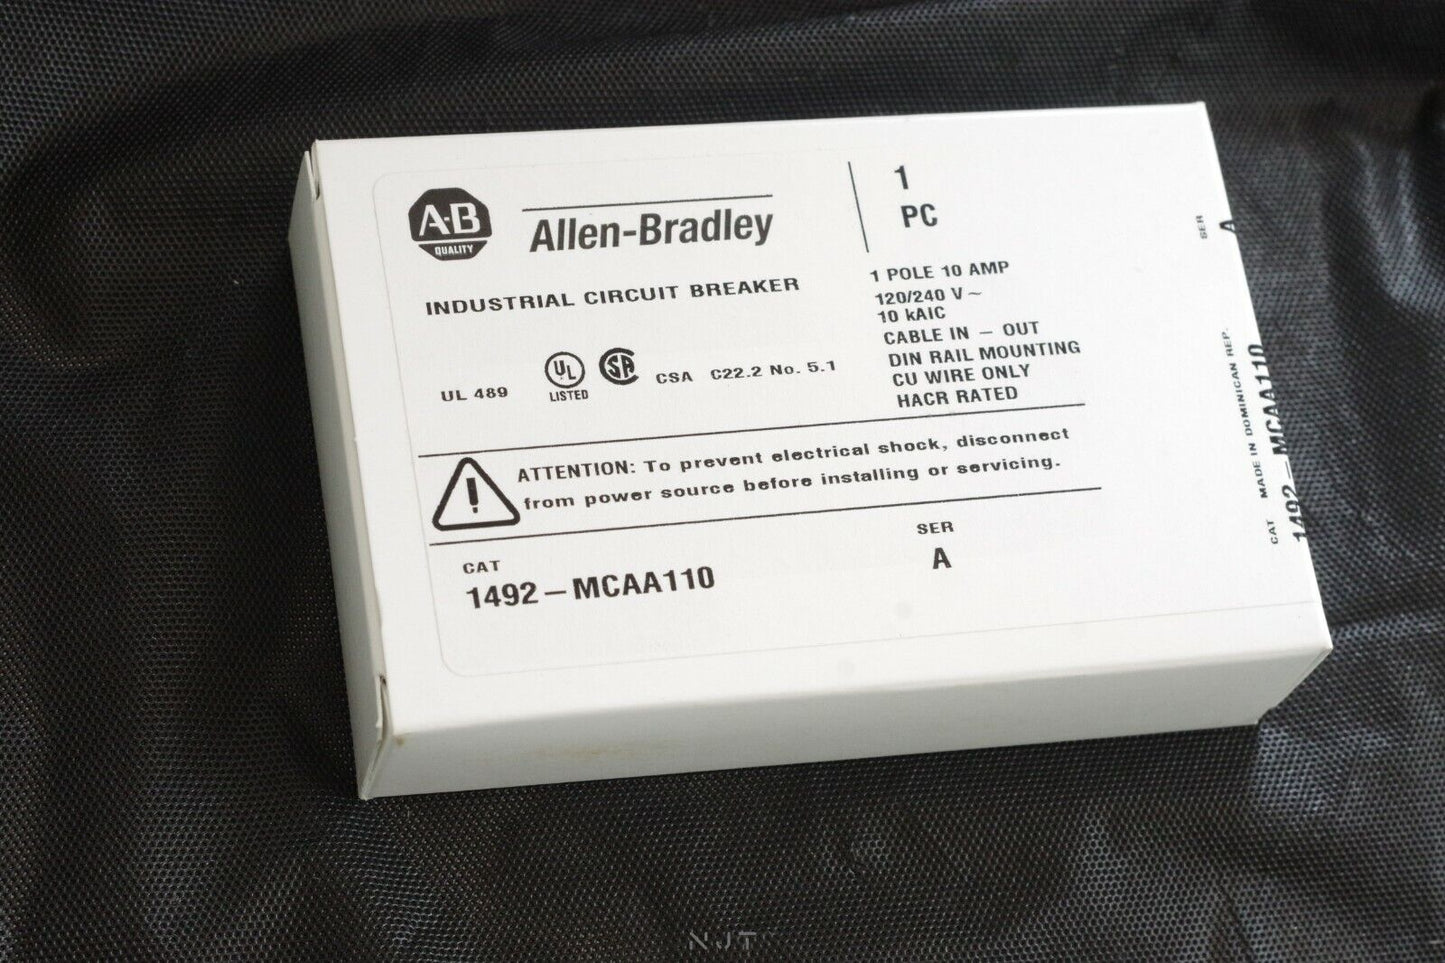 A-B
QUALITY
Allen-Bradley
1
PC
INDUSTRIAL CIRCUIT BREAKER
UL 489
UL
LISTED
SA
CSA C22.2 No. 5.1
1 POLE 10 AMP
120/240 V ~
10 kAIC
CABLE IN – OUT
DIN RAIL MOUNTING
CU WIRE ONLY
HACR RATED
ATTENTION: To prevent electrical shock, disconnect
from power source before installing or servicing.
CAT
1492–MCAA110
SER
A
SER
A
MADE IN DOMINICAN REP.
CAT
1492–MCAA110
NJT